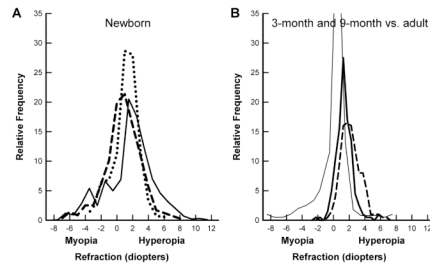 A
Newborn
Relative Frequency
35
30
25
20
15
10
5
0
-8 -6 -4 -2 0 2 4 6 8 10 12
Myopia Hyperopia
Refraction (diopters)
B
3-month and 9-month vs. adult
Relative Frequency
35
30
25
20
15
10
5
0
-8 -6 -4 -2 0 2 4 6 8 10 12
Myopia Hyperopia
Refraction (diopters)